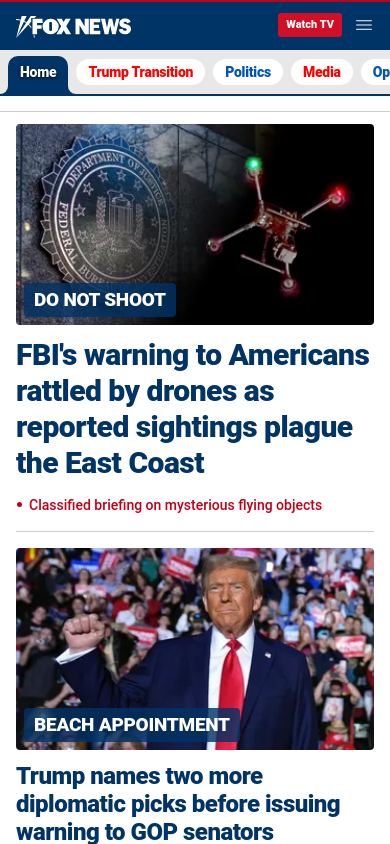 FOX NEWS
Watch TV
Home
Trump Transition
Politics
Media
Op
DEPARTMENT OF JUSTICE
FEDERAL BUREAU
DO NOT SHOOT
FBI's warning to Americans
rattled by drones as
reported sightings plague
the East Coast
• Classified briefing on mysterious flying objects
BEACH APPOINTMENT
Trump names two more
diplomatic picks before issuing
warning to GOP senators